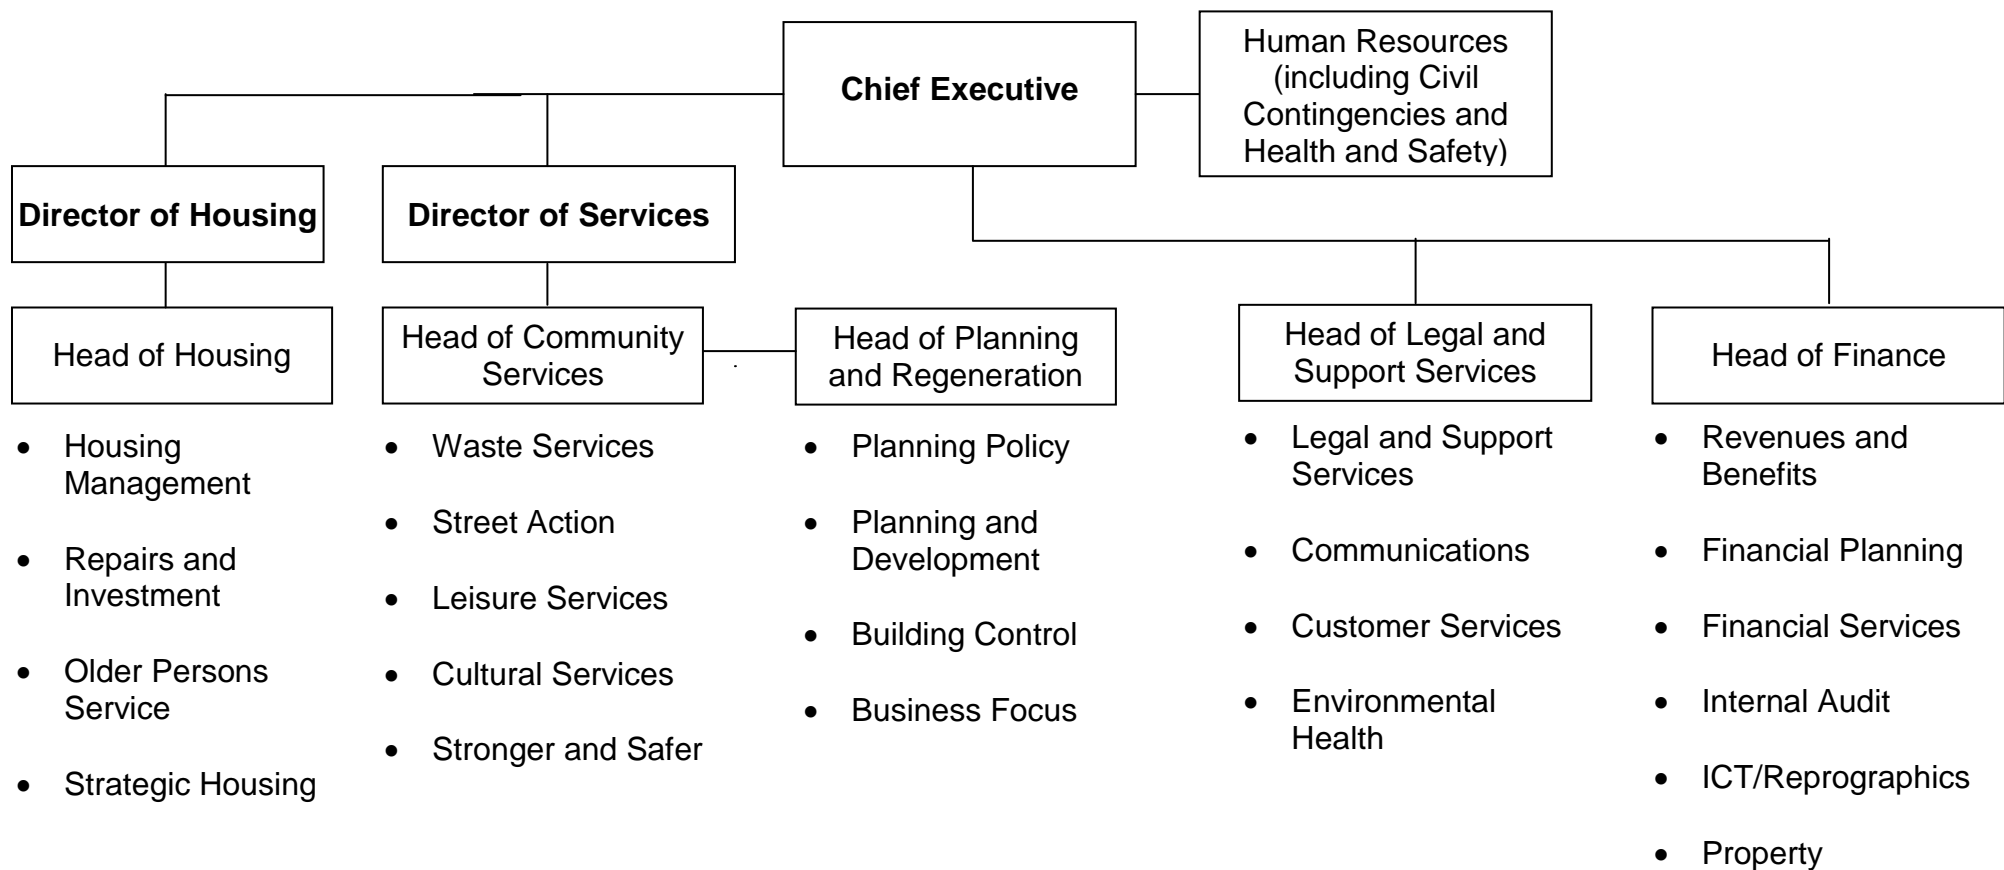 Chief Executive
Human Resources
(including Civil
Contingencies and
Health and Safety)
Director of Housing
Director of Services
Head of Housing
Head of Community
Services
Head of Planning
and Regeneration
Head of Legal and
Support Services
Head of Finance
• Housing
Management
• Repairs and
Investment
• Older Persons
Service
• Strategic Housing
• Waste Services
• Street Action
• Leisure Services
• Cultural Services
• Stronger and Safer
• Planning Policy
• Planning and
Development
• Building Control
• Business Focus
• Legal and Support
Services
• Communications
• Customer Services
• Environmental
Health
• Revenues and
Benefits
• Financial Planning
• Financial Services
• Internal Audit
• ICT/Reprographics
• Property